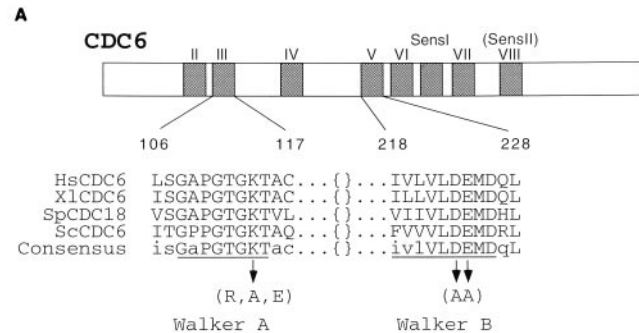 A
CDC6
SensI (SensII)
II III IV V VI VII VIII
106 117 218 228
HsCDC6 LSGAPGTGKTAC...{}...IVLVLDEMDQL
XlCDC6 ISGAPGTGKTAC...{}...ILLVLDEMDQL
SpCDC18 VSGAPGTGKTVL...{}...VIIVLDEMDHL
ScCDC6 ITGPPGTGKTAQ...{}...FVVVLDEMDRL
Consensus isGaPGTGKTac...{}...ivlVLDEMDqL
(R,A,E) (AA)
Walker A Walker B